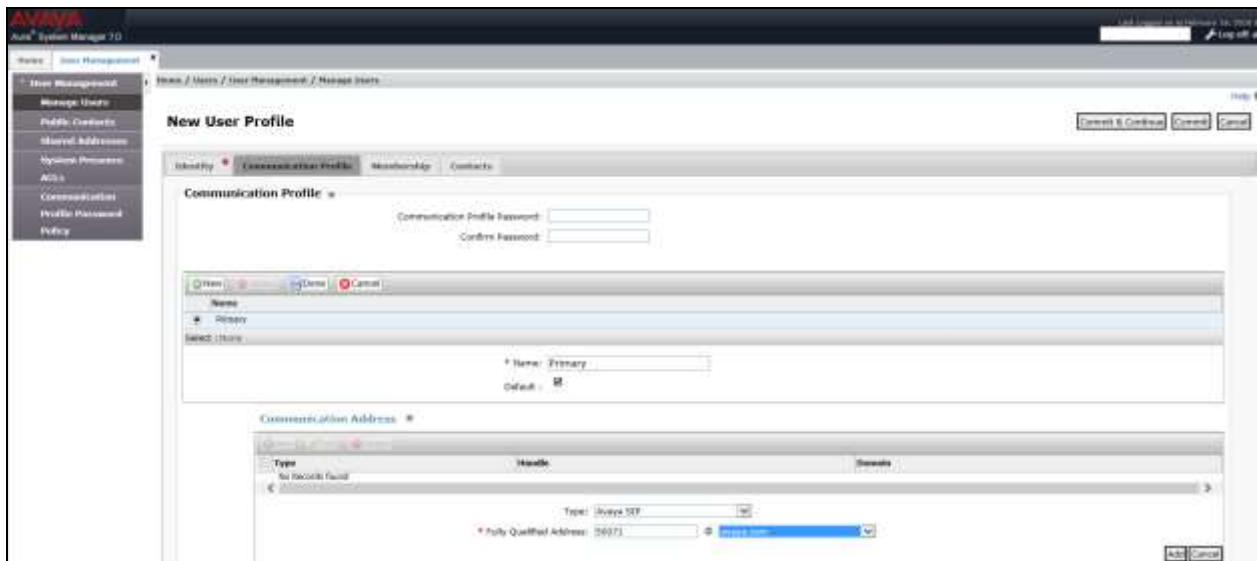 AVAYA
Aura® System Manager 7.0
Log off
Home
User Management
User Management
Manage Users
Public Contacts
Shared Addresses
System Presence
ACLs
Communication
Profile Password
Policy
Home / Users / User Management / Manage Users
Help
New User Profile
Commit & Continue
Commit
Cancel
Identity *
Communication Profile
Membership
Contacts
Communication Profile
Communication Profile Password:
Confirm Password:
New
Done
Cancel
Name
Primary
Select : None
* Name: Primary
Default :
Communication Address
Type
Handle
Domain
No Records found
Type: Avaya SIP
* Fully Qualified Address: 50071 @ avaya.com
Add
Cancel